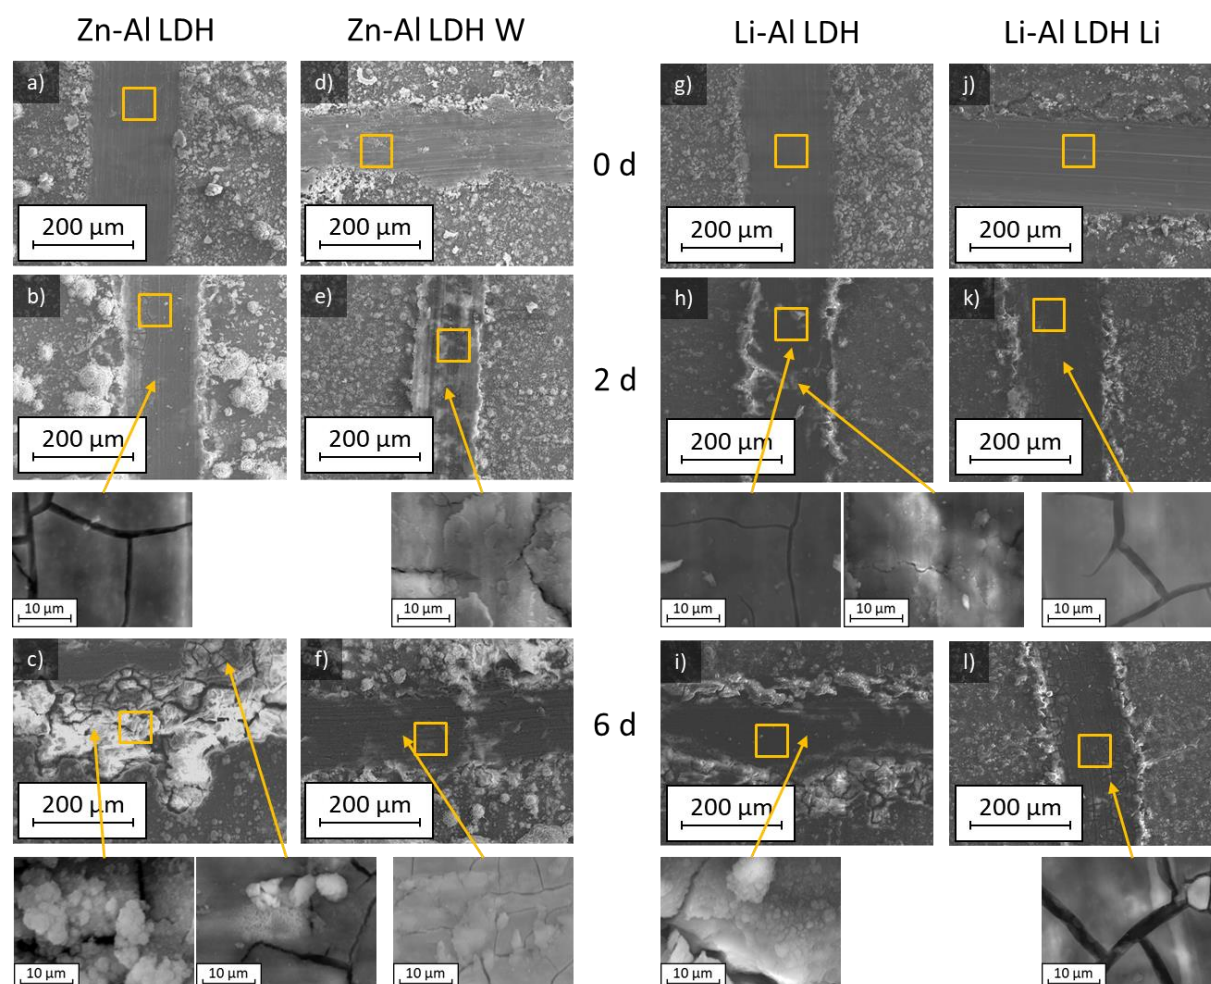 Zn-Al LDH Zn-Al LDH W Li-Al LDH Li-Al LDH Li
a) d) g) j)
0 d
200 µm 200 µm 200 µm 200 µm
b) e) h) k)
2 d
200 µm 200 µm 200 µm 200 µm
10 µm 10 µm 10 µm 10 µm 10 µm
c) f) i) l)
6 d
200 µm 200 µm 200 µm 200 µm
10 µm 10 µm 10 µm 10 µm 10 µm